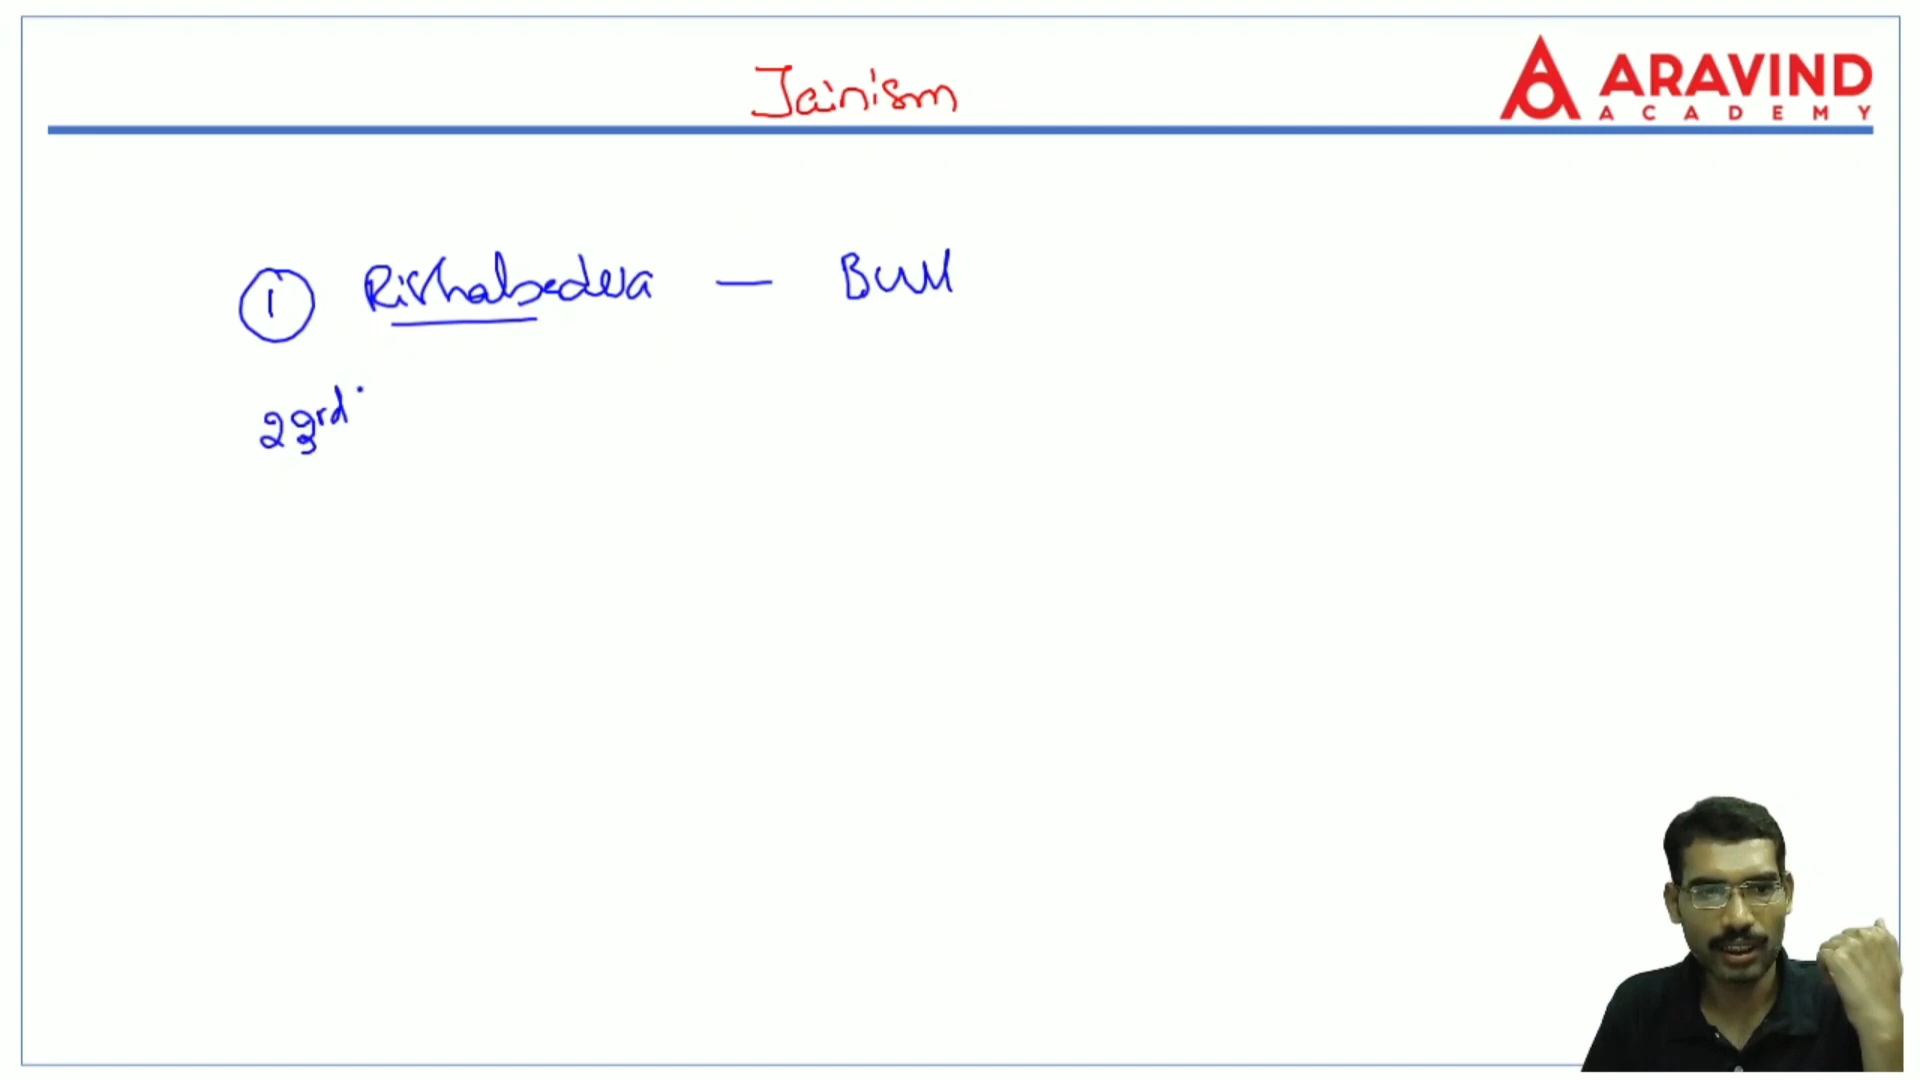 Jainism
ARAVIND
ACADEMY
1 Rishabadeva — Bull
23rd